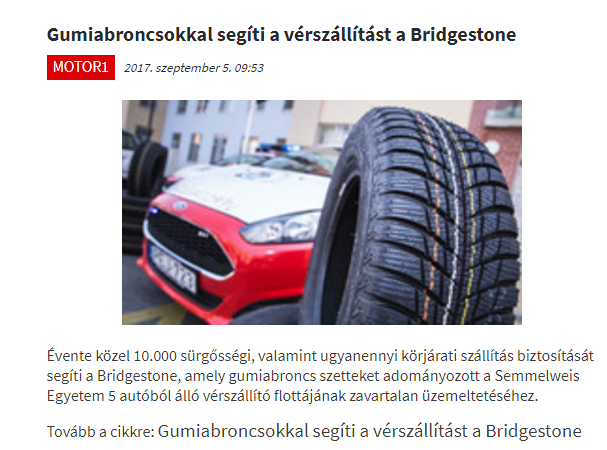 Gumiabroncsokkal segíti a vérszállítást a Bridgestone
MOTOR1 2017. szeptember 5. 09:53
Évente közel 10.000 sürgősségi, valamint ugyanennyi körjárati szállítás biztosítását
segíti a Bridgestone, amely gumiabroncs szetteket adományozott a Semmelweis
Egyetem 5 autóból álló vérszállító flottájának zavartalan üzemeltetéséhez.
Tovább a cikkre: Gumiabroncsokkal segíti a vérszállítást a Bridgestone